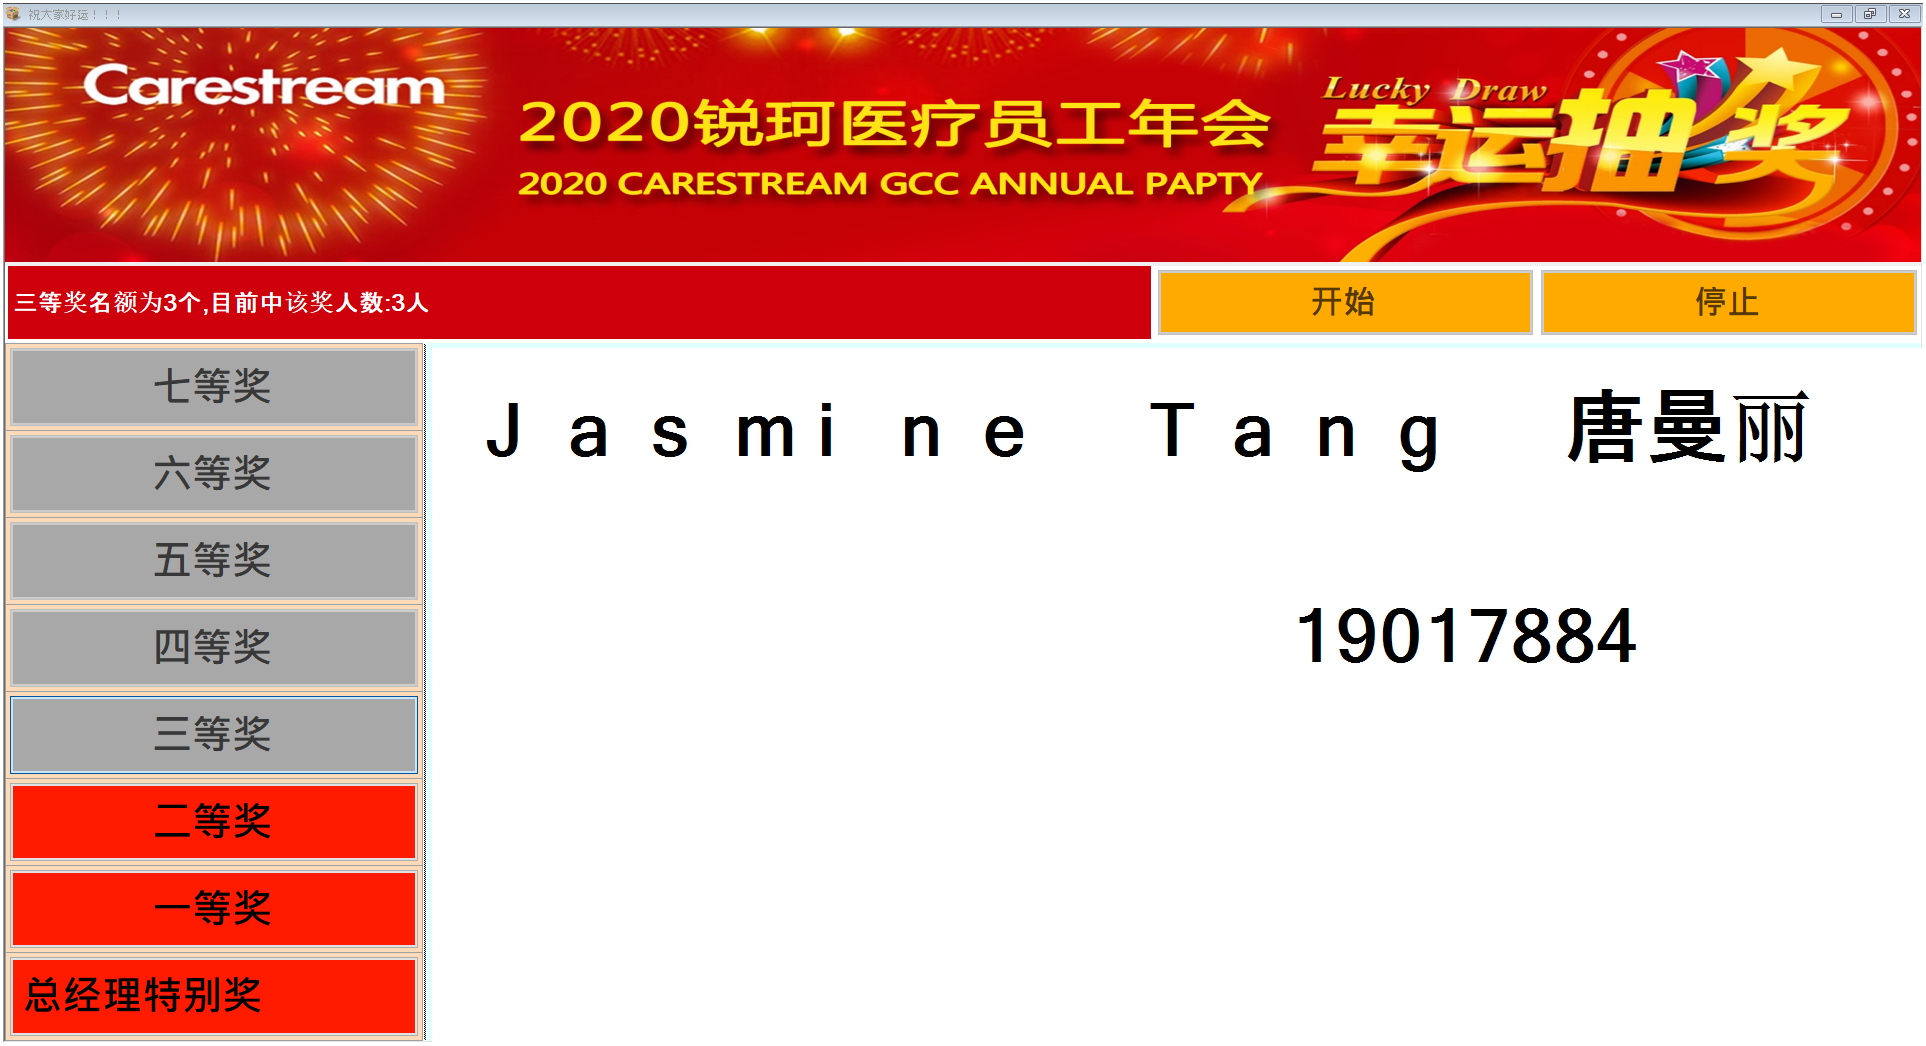 祝大家好运！！！
Carestream
2020锐珂医疗员工年会
2020 CARESTREAM GCC ANNUAL PAPTY
Lucky Draw
幸运抽奖
三等奖名额为3个,目前中该奖人数:3人
开始
停止
七等奖
六等奖
五等奖
四等奖
三等奖
二等奖
一等奖
总经理特别奖
Jasmine Tang 唐曼丽
19017884